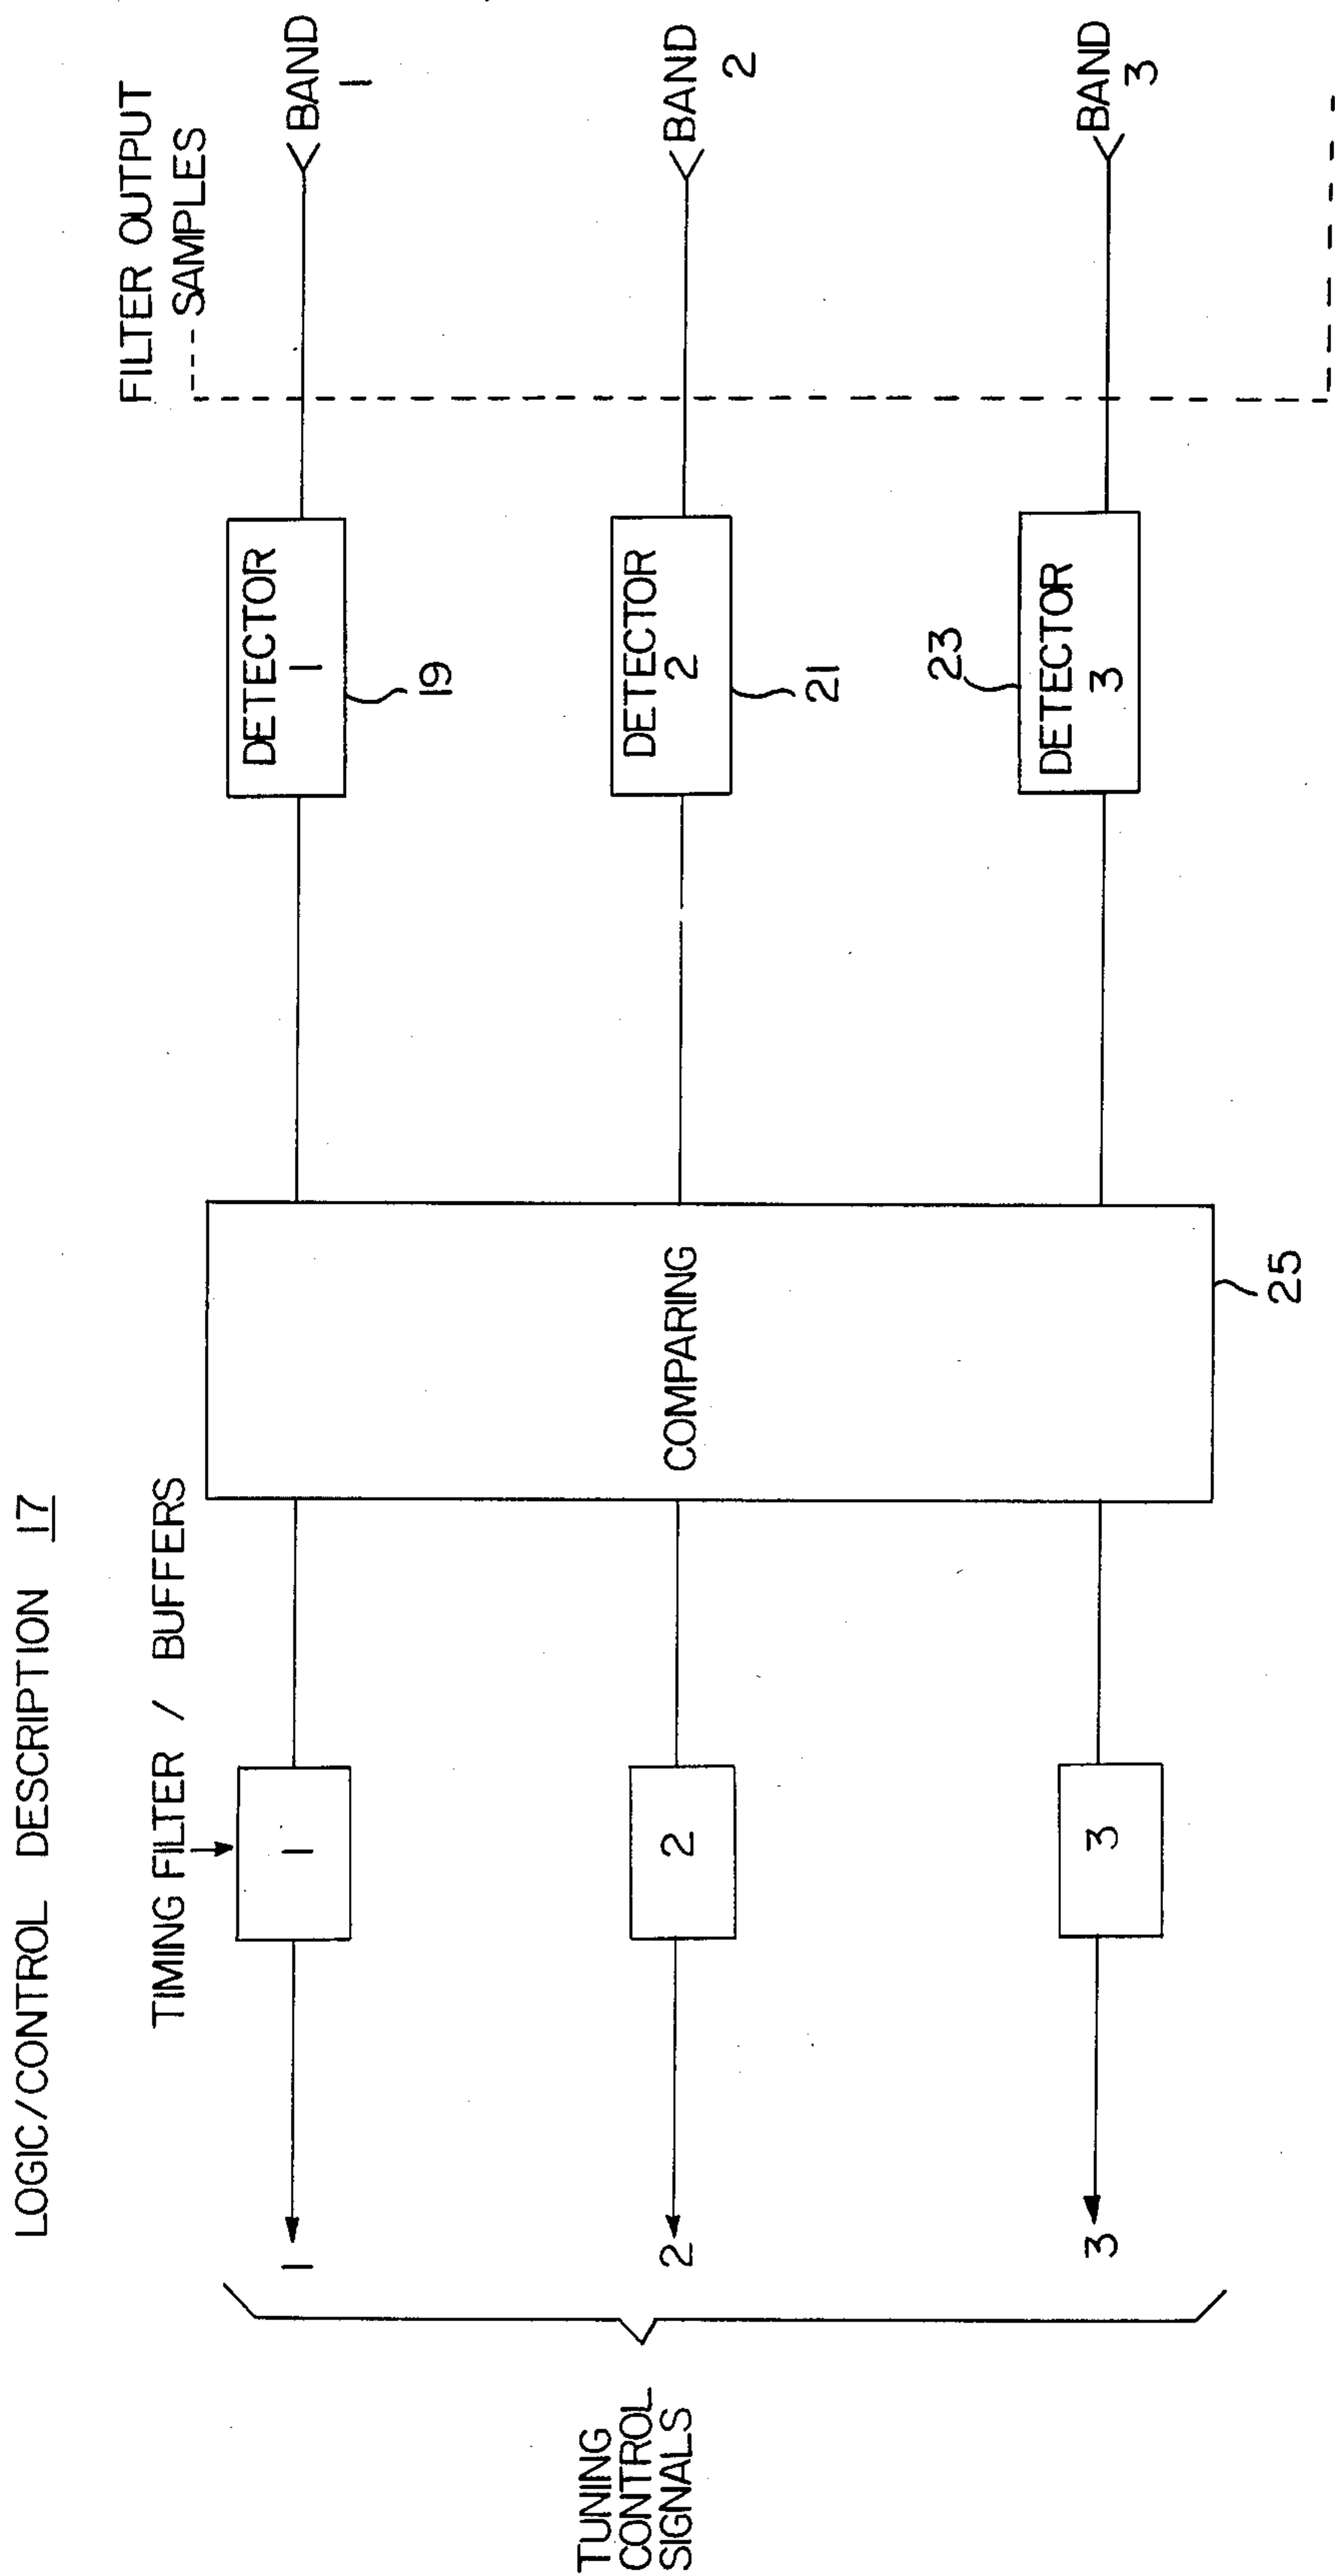 LOGIC/CONTROL DESCRIPTION 17
TIMING FILTER / BUFFERS
FILTER OUTPUT
SAMPLES
1
1
DETECTOR
1
19
BAND
1
TUNING
CONTROL
SIGNALS
2
2
COMPARING
DETECTOR
2
21
BAND
2
3
3
23
DETECTOR
3
BAND
3
25